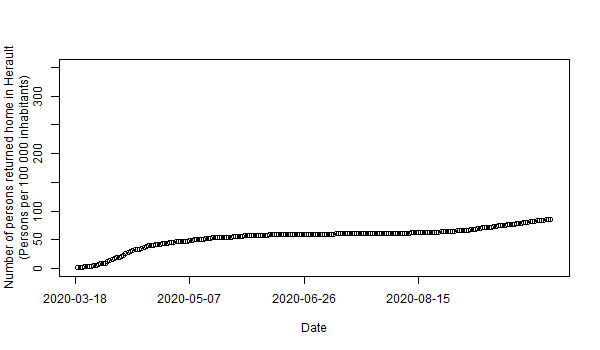 Number of persons returned home in Herault
(Persons per 100 000 inhabitants)
300
200
100
50
0
2020-03-18 2020-05-07 2020-06-26 2020-08-15
Date